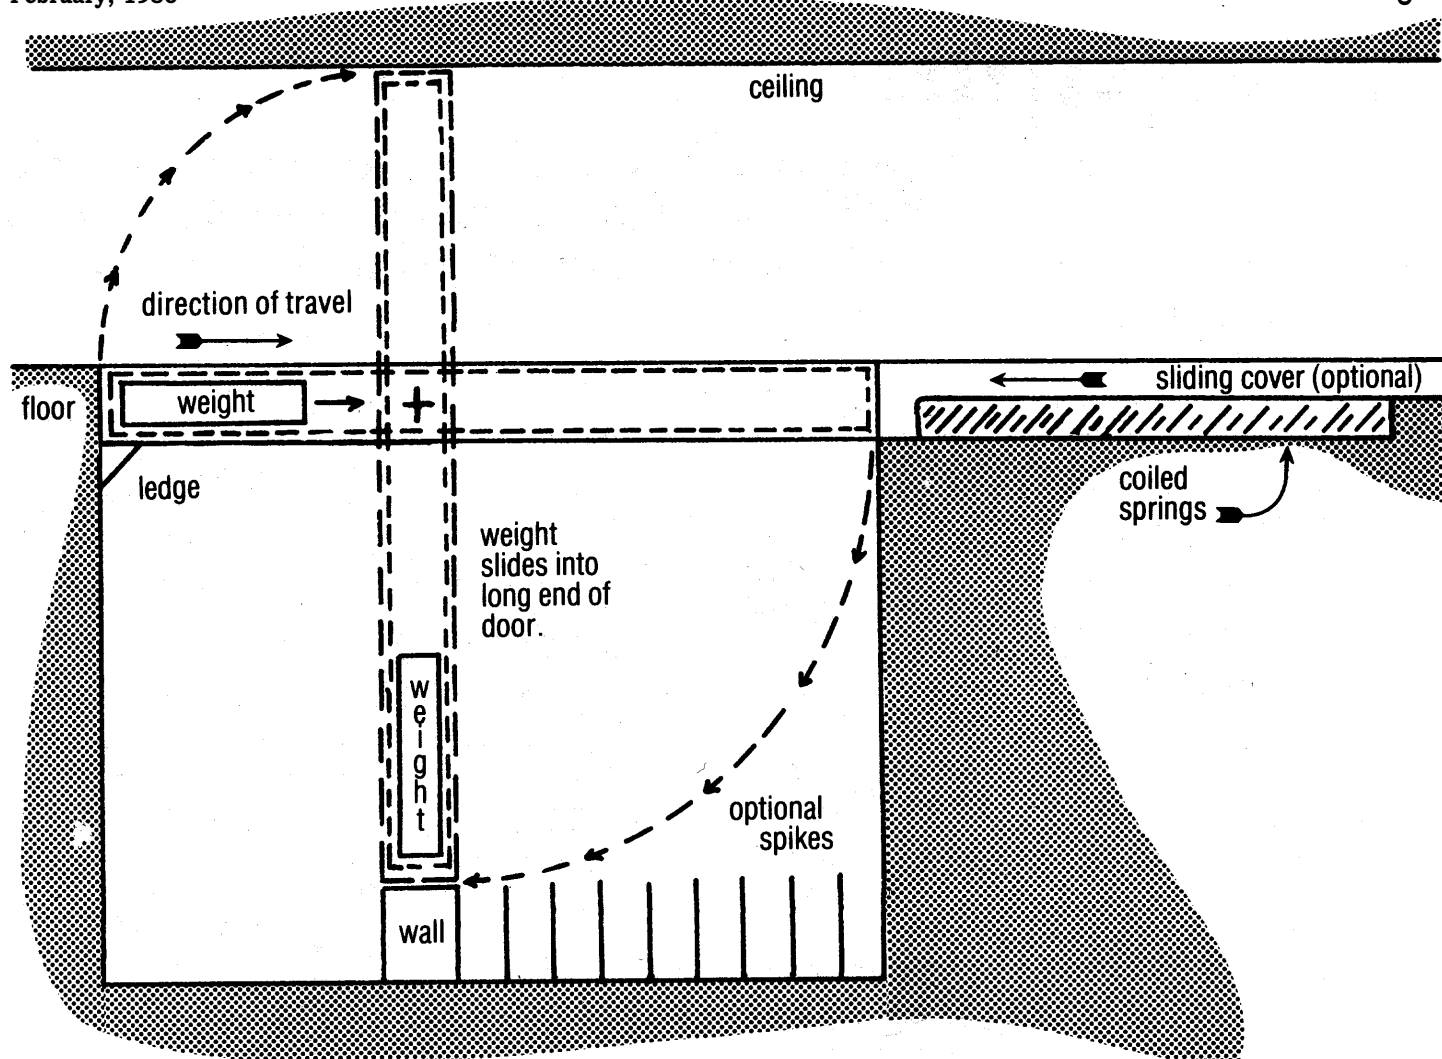 ceiling
direction of travel
weight
sliding cover (optional)
floor
ledge
coiled
springs
weight
slides into
long end of
door.
weight
optional
spikes
wall